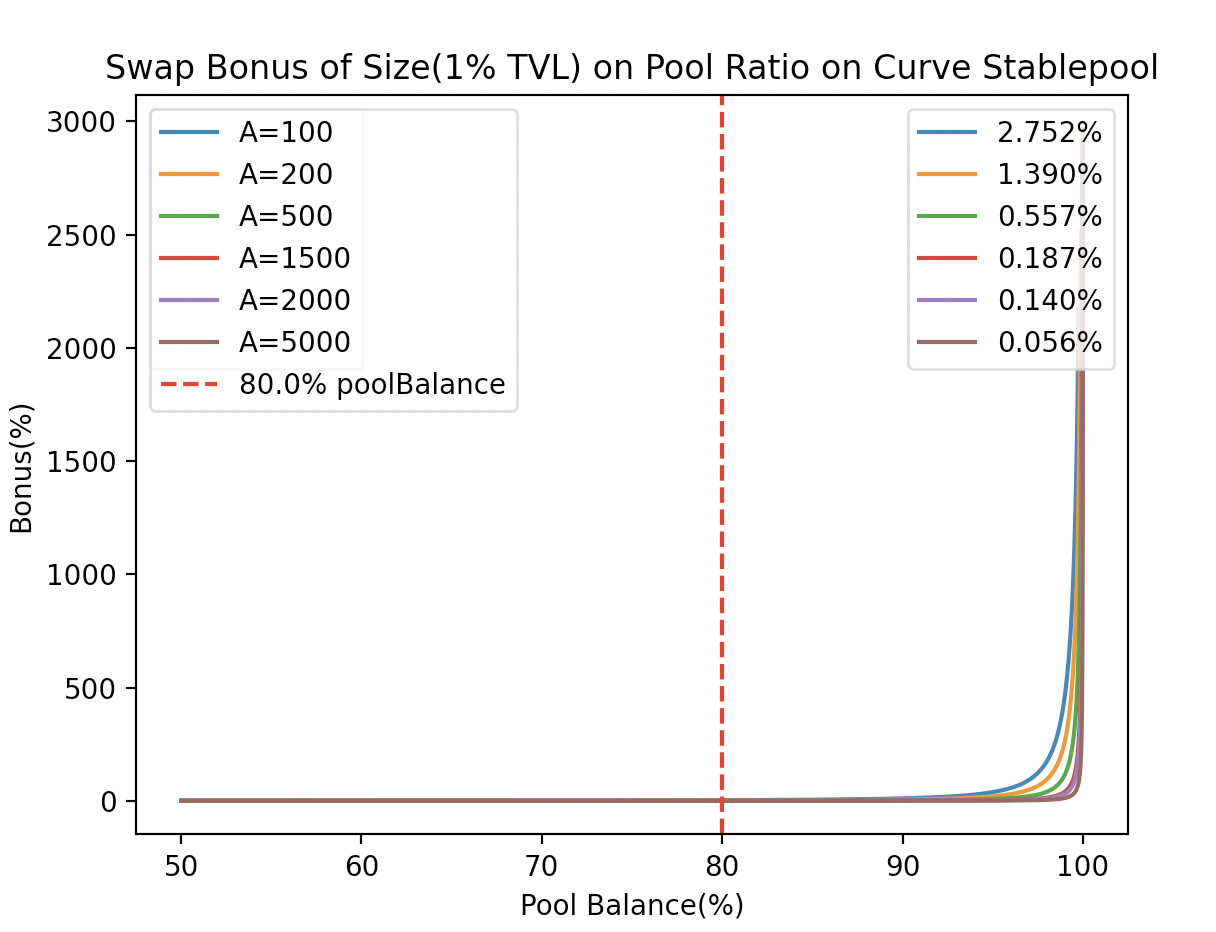 Swap Bonus of Size(1% TVL) on Pool Ratio on Curve Stablepool
3000
2500
2000
1500
1000
500
0
Bonus(%)
A=100
A=200
A=500
A=1500
A=2000
A=5000
80.0% poolBalance
2.752%
1.390%
0.557%
0.187%
0.140%
0.056%
50
60
70
80
90
100
Pool Balance(%)